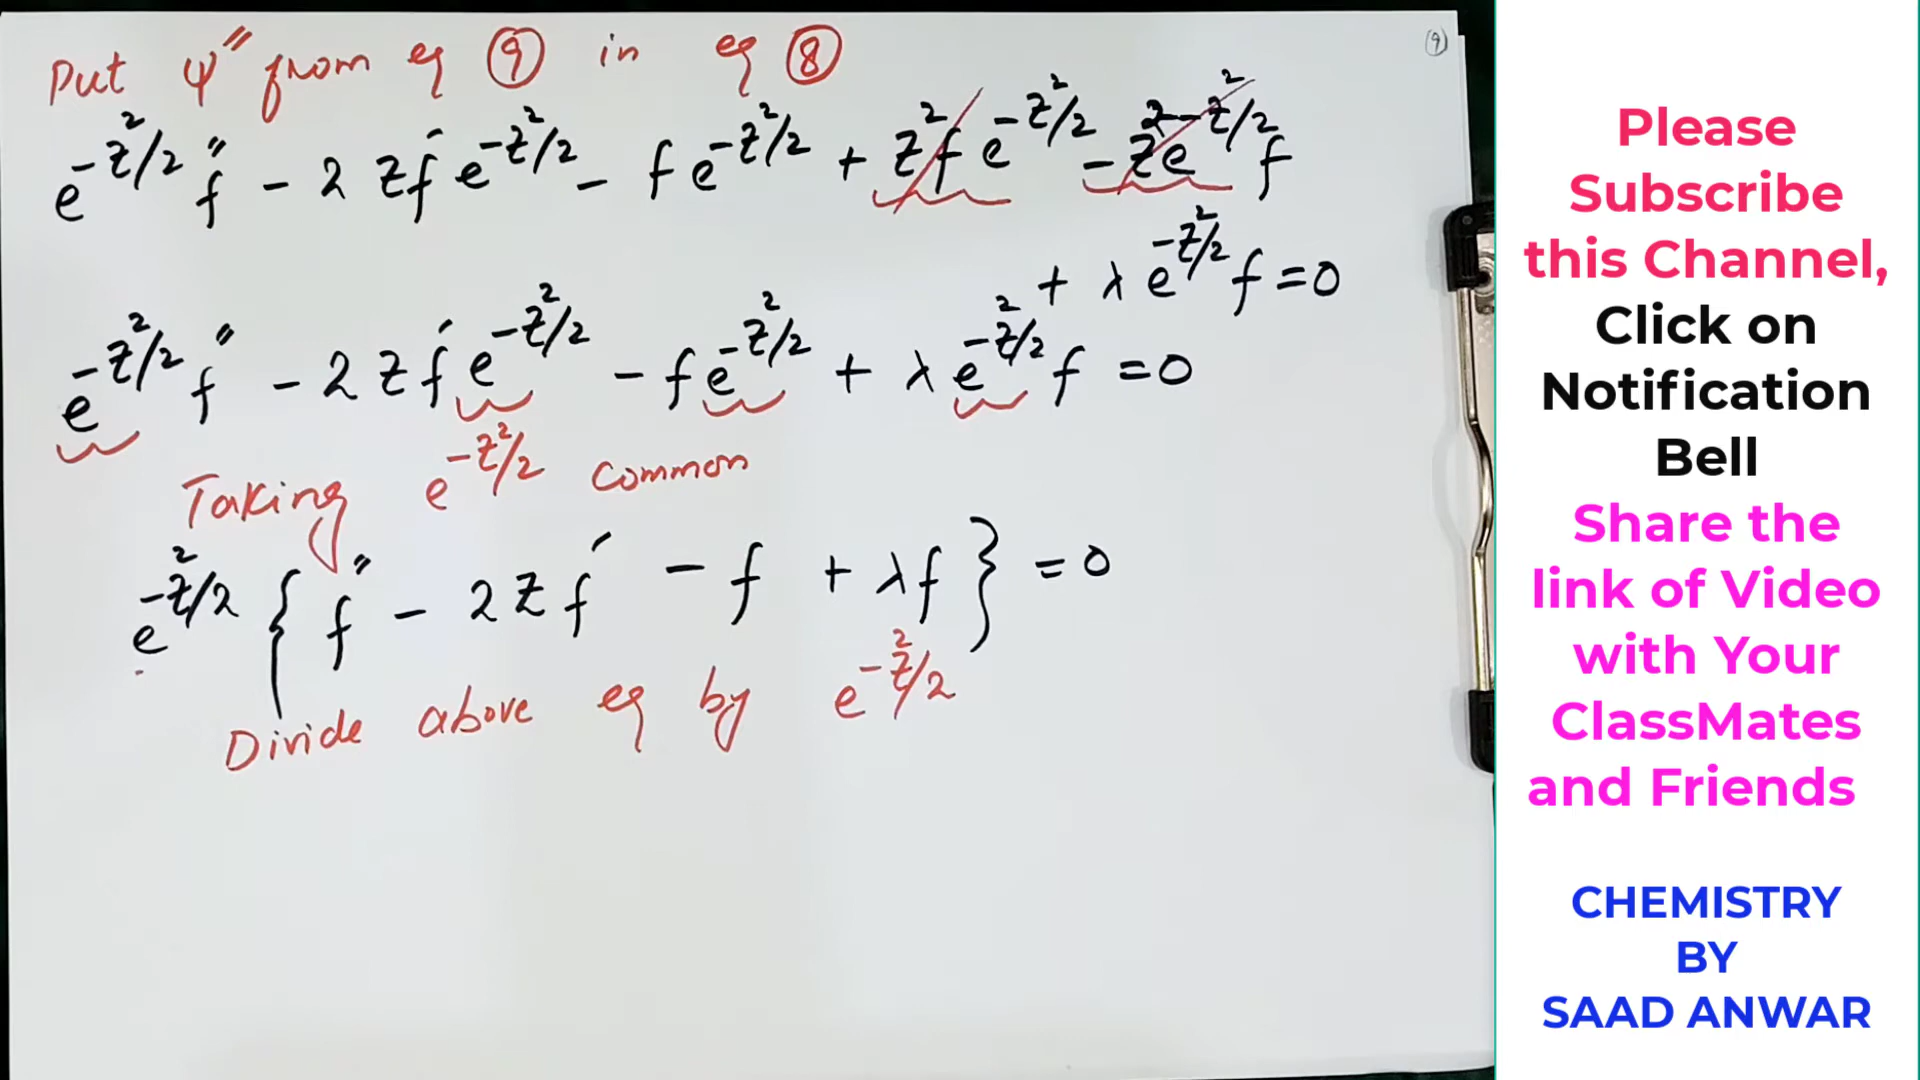 Put ψ″ from eq ⑨ in eq ⑧
⑨
e^(-z²/2) f″ - 2 z f′ e^(-z²/2) - f e^(-z²/2) + z² f e^(-z²/2) - z² e^(-z²/2) f
+ λ e^(-z²/2) f = 0
e^(-z²/2) f″ - 2 z f′ e^(-z²/2) - f e^(-z²/2) + λ e^(-z²/2) f = 0
Taking e^(-z²/2) common
e^(-z²/2) { f″ - 2 z f′ - f + λf } = 0
Divide above eq by e^(-z²/2)
Please
Subscribe
this Channel,
Click on
Notification
Bell
Share the
link of Video
with Your
ClassMates
and Friends
CHEMISTRY
BY
SAAD ANWAR